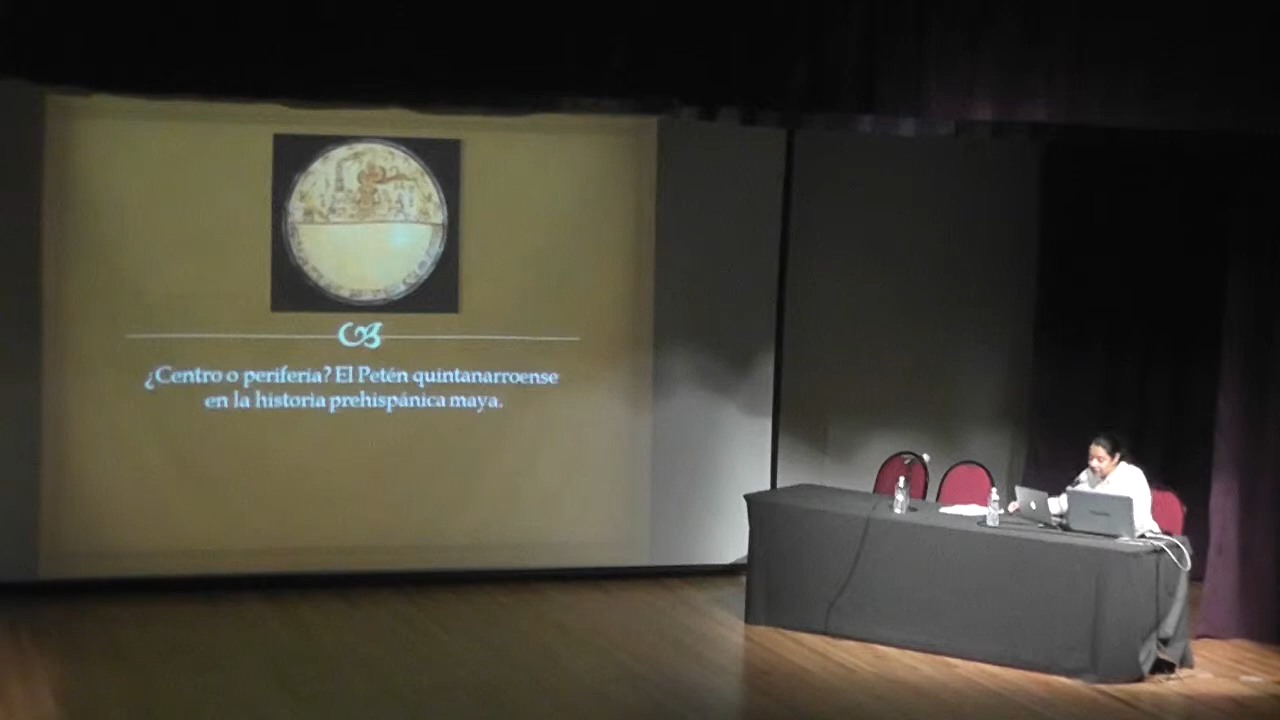 ¿Centro o periferia? El Petén quintanarroense
en la historia prehispánica maya.